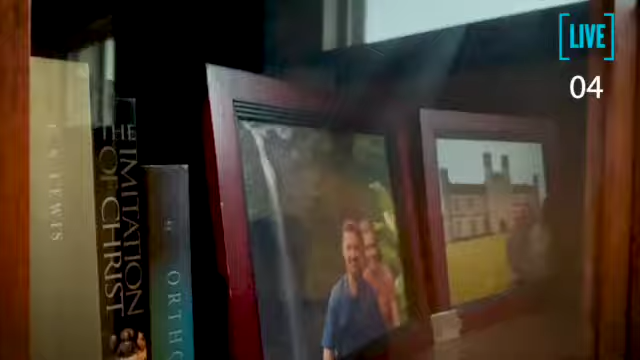 LIVE
04
LEWIS
THE
IMITATION
OF CHRIST
ORTHO